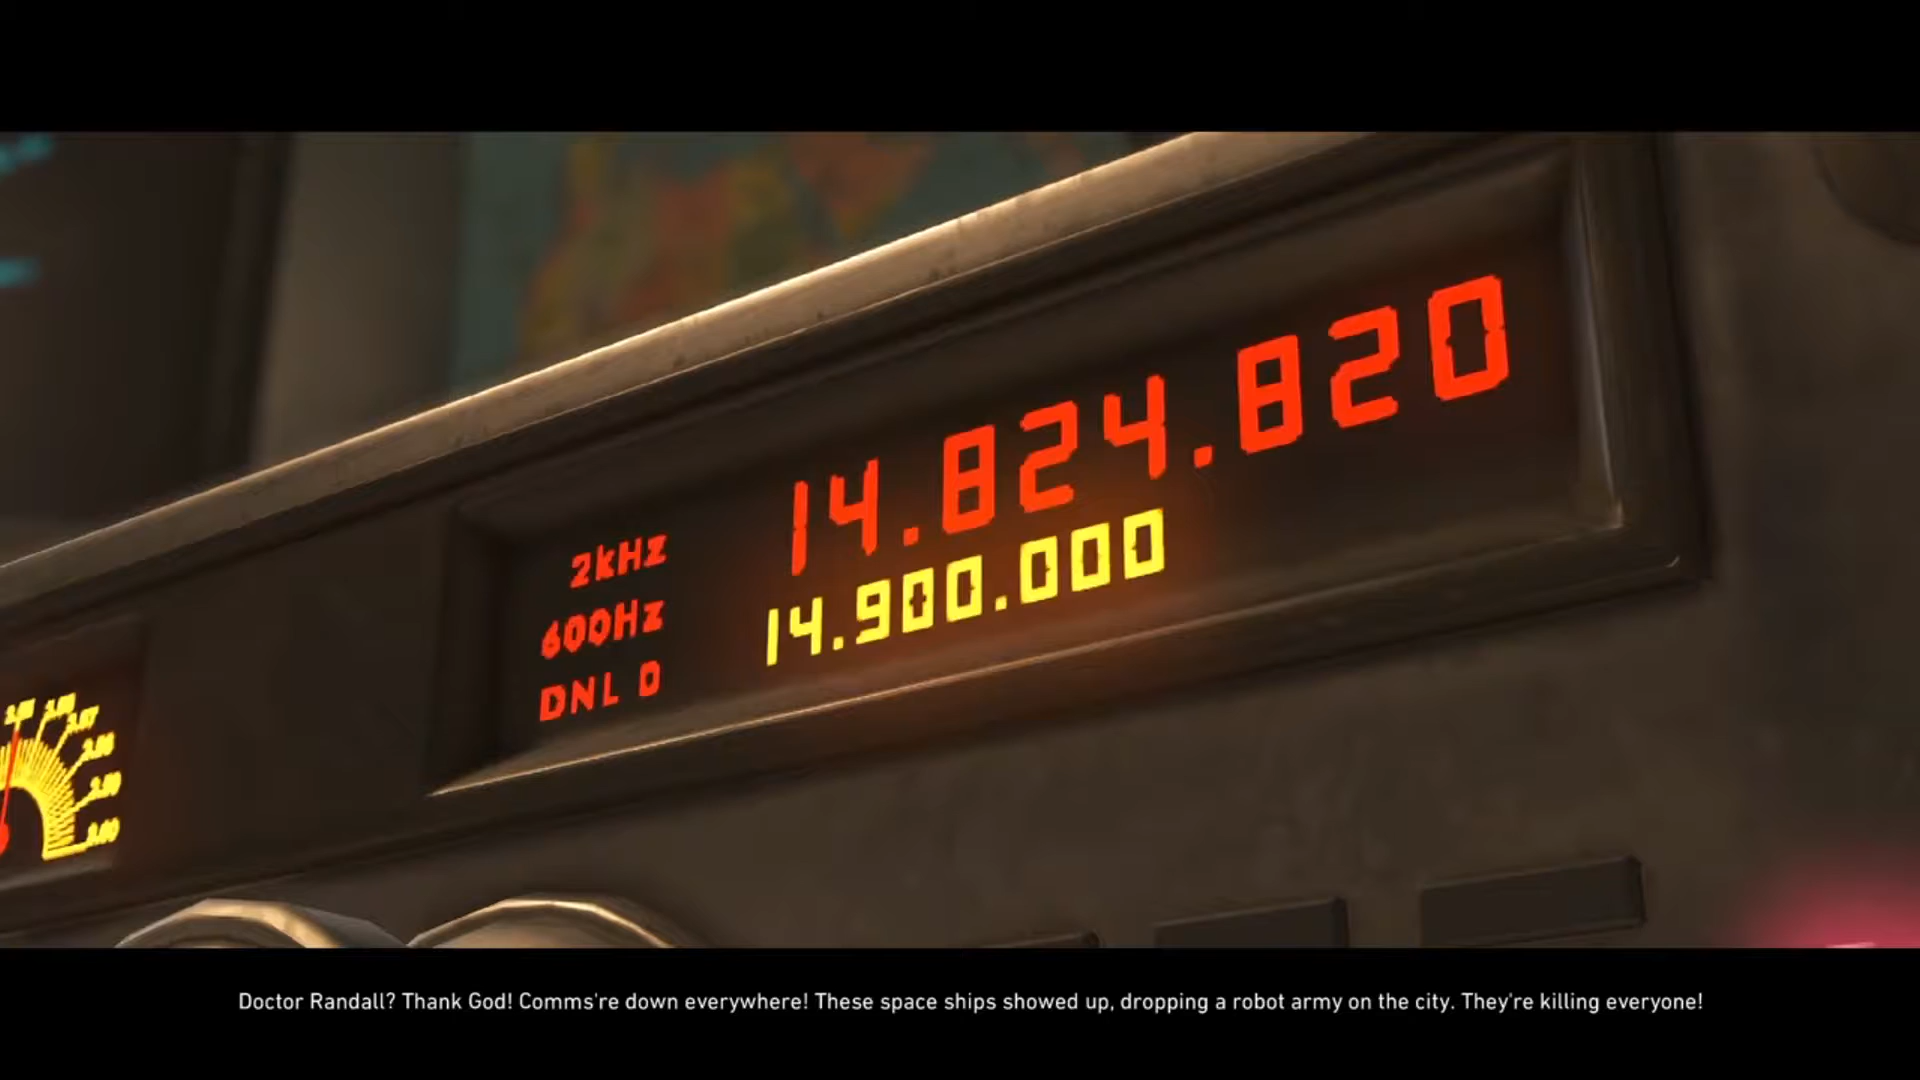 14.824.820
2kHz
14.900.000
600Hz
DNL 0
Doctor Randall? Thank God! Comms're down everywhere! These space ships showed up, dropping a robot army on the city. They're killing everyone!